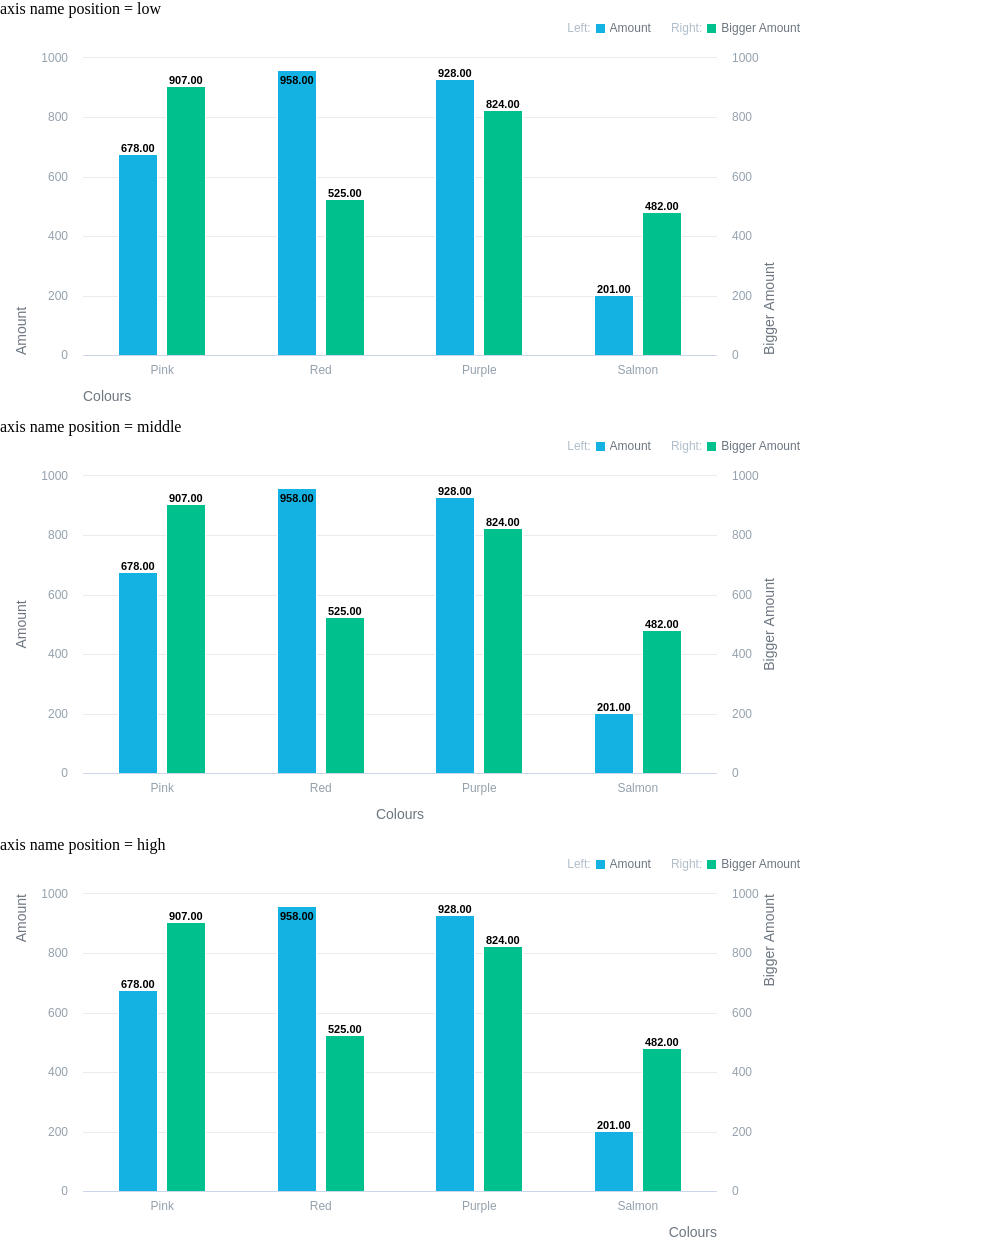 axis name position = low
Left: Amount Right: Bigger Amount
1000 1000
928.00
907.00 958.00
824.00
800 800
678.00
600 600
525.00
482.00
400 400
201.00
200 200
Amount Bigger Amount
0 0
Pink Red Purple Salmon
Colours
axis name position = middle
Left: Amount Right: Bigger Amount
1000 1000
928.00
907.00 958.00
824.00
800 800
678.00
600 600
Amount Bigger Amount
525.00
482.00
400 400
201.00
200 200
0 0
Pink Red Purple Salmon
Colours
axis name position = high
Left: Amount Right: Bigger Amount
1000 1000
Amount Bigger Amount
928.00
907.00 958.00
824.00
800 800
678.00
600 600
525.00
482.00
400 400
201.00
200 200
0 0
Pink Red Purple Salmon
Colours